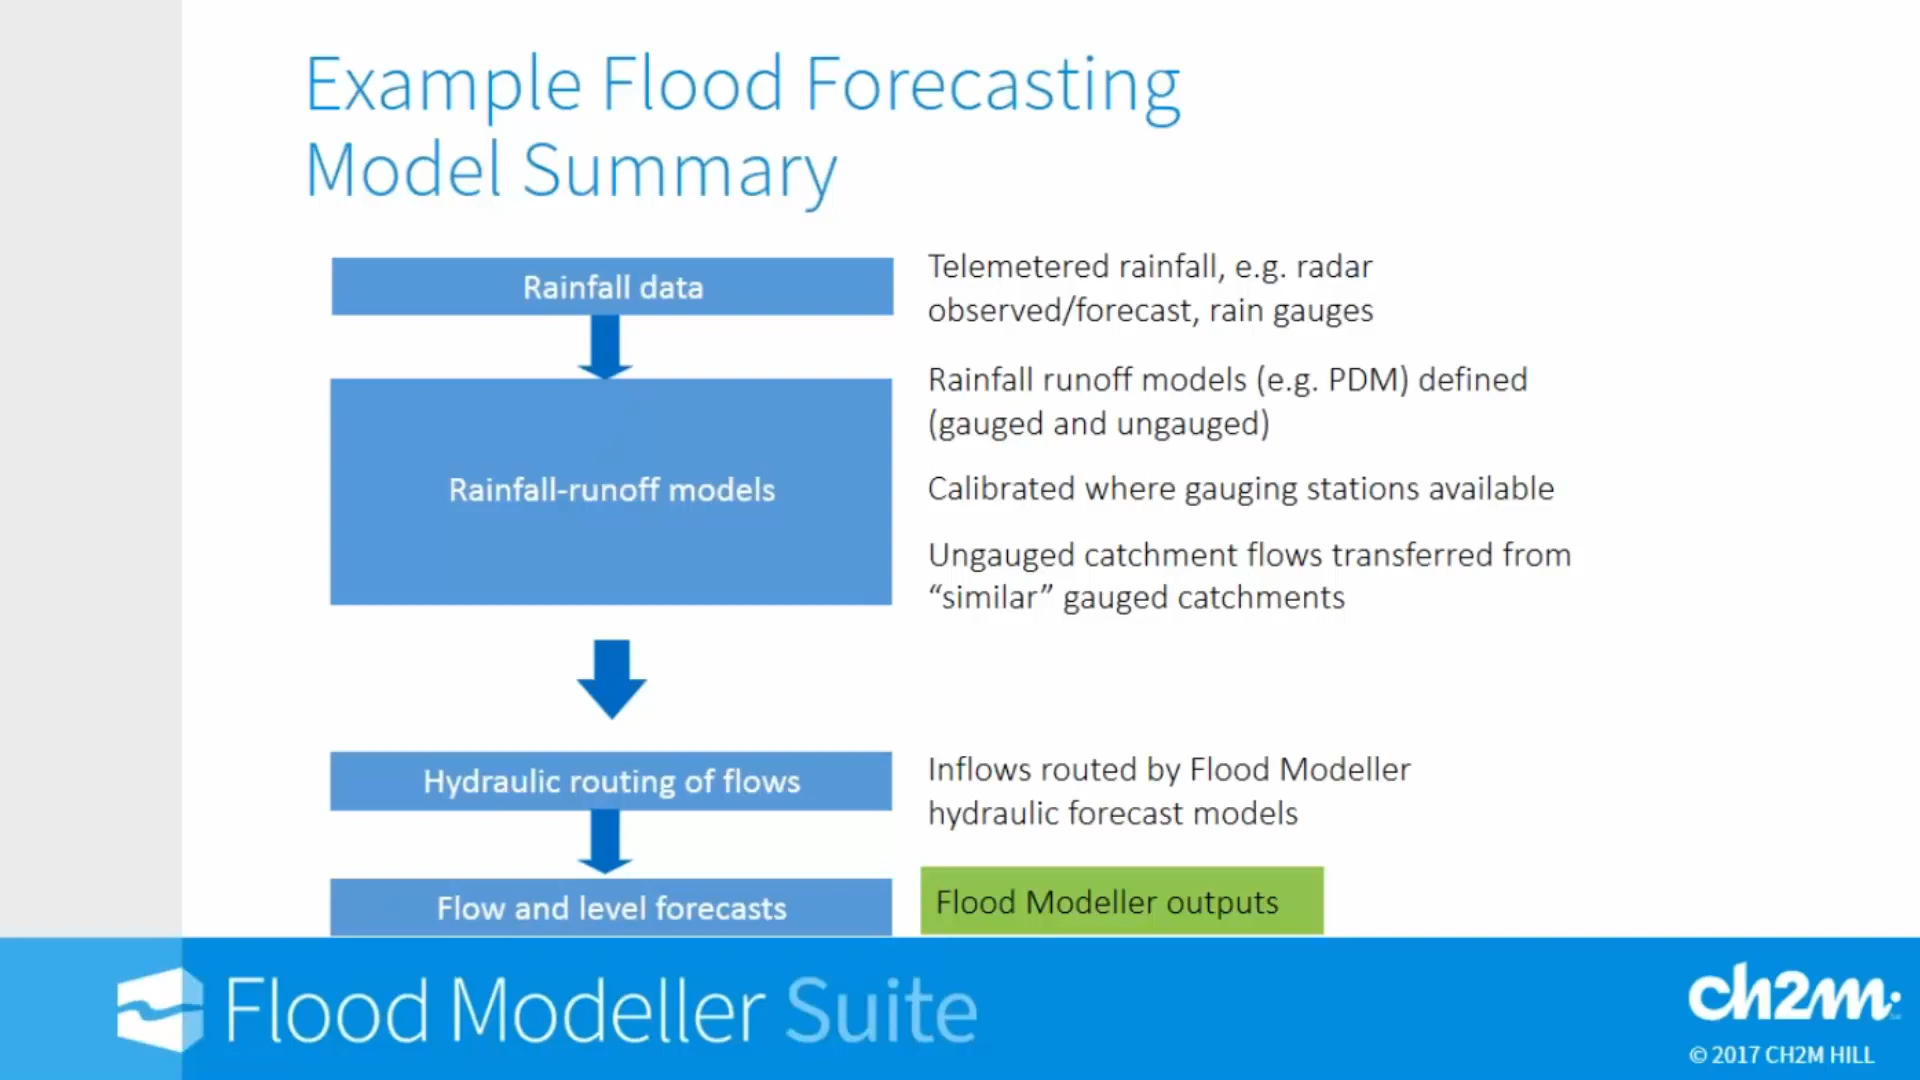 Example Flood Forecasting
Model Summary
Rainfall data
Telemetered rainfall, e.g. radar
observed/forecast, rain gauges
Rainfall-runoff models
Rainfall runoff models (e.g. PDM) defined
(gauged and ungauged)
Calibrated where gauging stations available
Ungauged catchment flows transferred from
“similar” gauged catchments
Hydraulic routing of flows
Inflows routed by Flood Modeller
hydraulic forecast models
Flow and level forecasts
Flood Modeller outputs
Flood Modeller Suite
ch2m:
© 2017 CH2M HILL